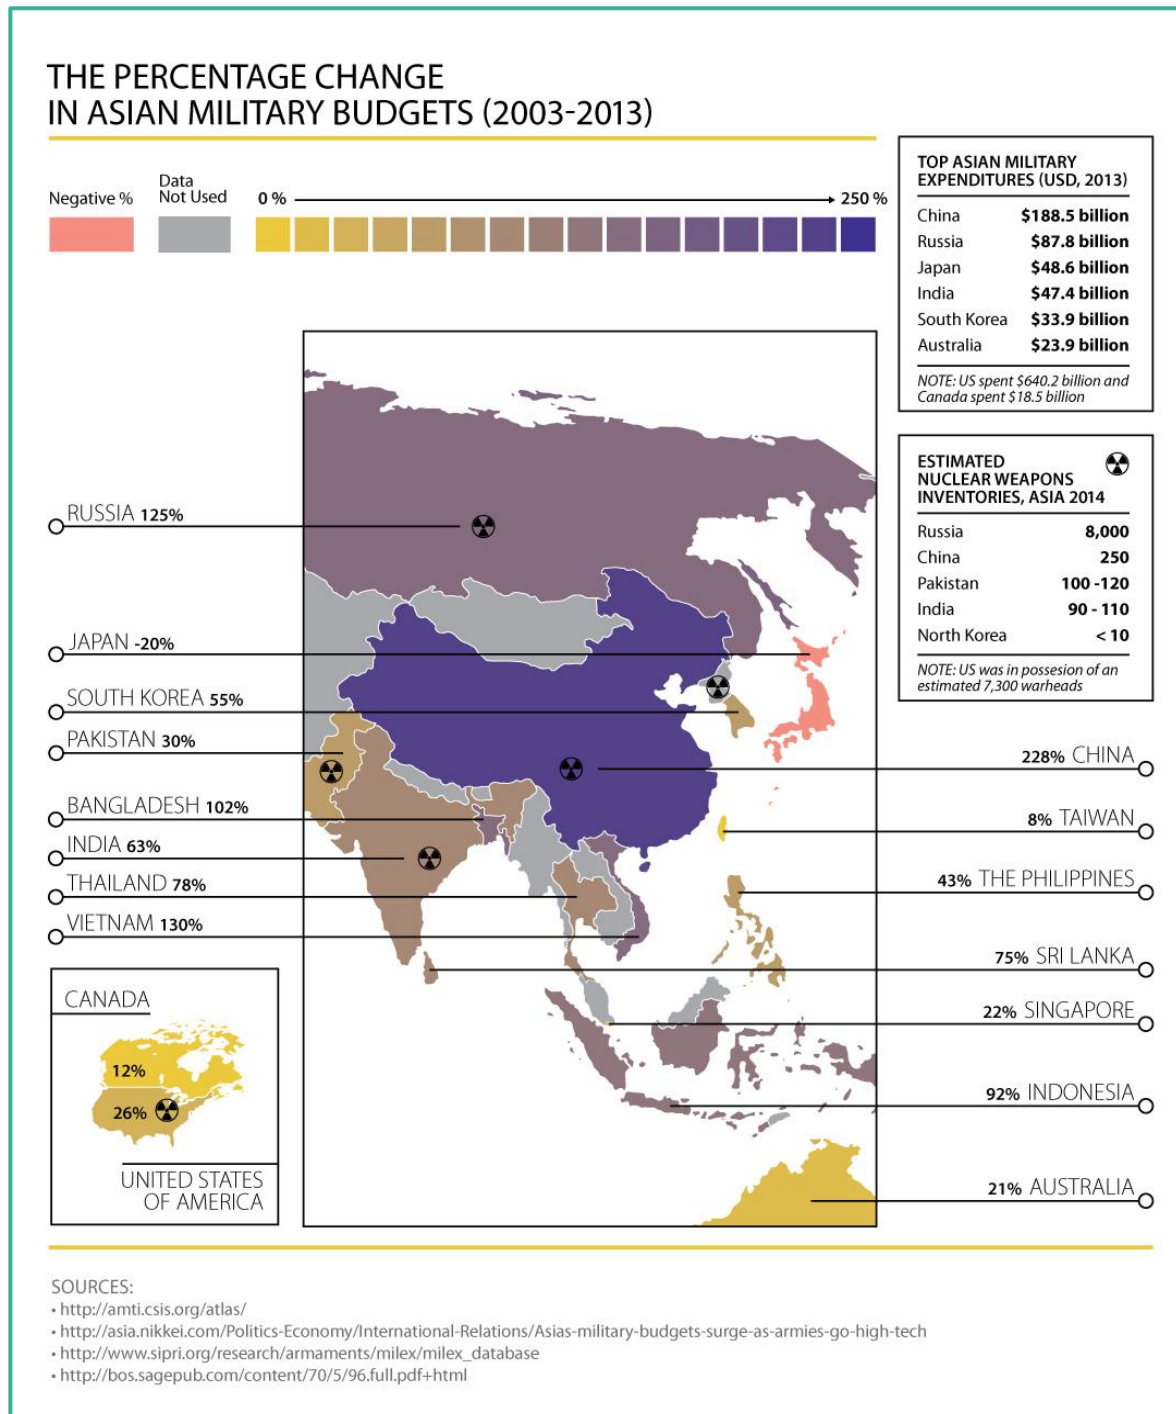 THE PERCENTAGE CHANGE
IN ASIAN MILITARY BUDGETS (2003-2013)
Negative %
Data
Not Used
0 %
250 %
TOP ASIAN MILITARY
EXPENDITURES (USD, 2013)
China $188.5 billion
Russia $87.8 billion
Japan $48.6 billion
India $47.4 billion
South Korea $33.9 billion
Australia $23.9 billion
NOTE: US spent $640.2 billion and
Canada spent $18.5 billion
ESTIMATED
NUCLEAR WEAPONS
INVENTORIES, ASIA 2014
Russia 8,000
China 250
Pakistan 100 -120
India 90 - 110
North Korea < 10
NOTE: US was in possesion of an
estimated 7,300 warheads
RUSSIA 125%
JAPAN -20%
SOUTH KOREA 55%
PAKISTAN 30%
BANGLADESH 102%
INDIA 63%
THAILAND 78%
VIETNAM 130%
228% CHINA
8% TAIWAN
43% THE PHILIPPINES
75% SRI LANKA
22% SINGAPORE
92% INDONESIA
21% AUSTRALIA
CANADA
12%
26%
UNITED STATES
OF AMERICA
SOURCES:
• http://amti.csis.org/atlas/
• http://asia.nikkei.com/Politics-Economy/International-Relations/Asias-military-budgets-surge-as-armies-go-high-tech
• http://www.sipri.org/research/armaments/milex/milex_database
• http://bos.sagepub.com/content/70/5/96.full.pdf+html